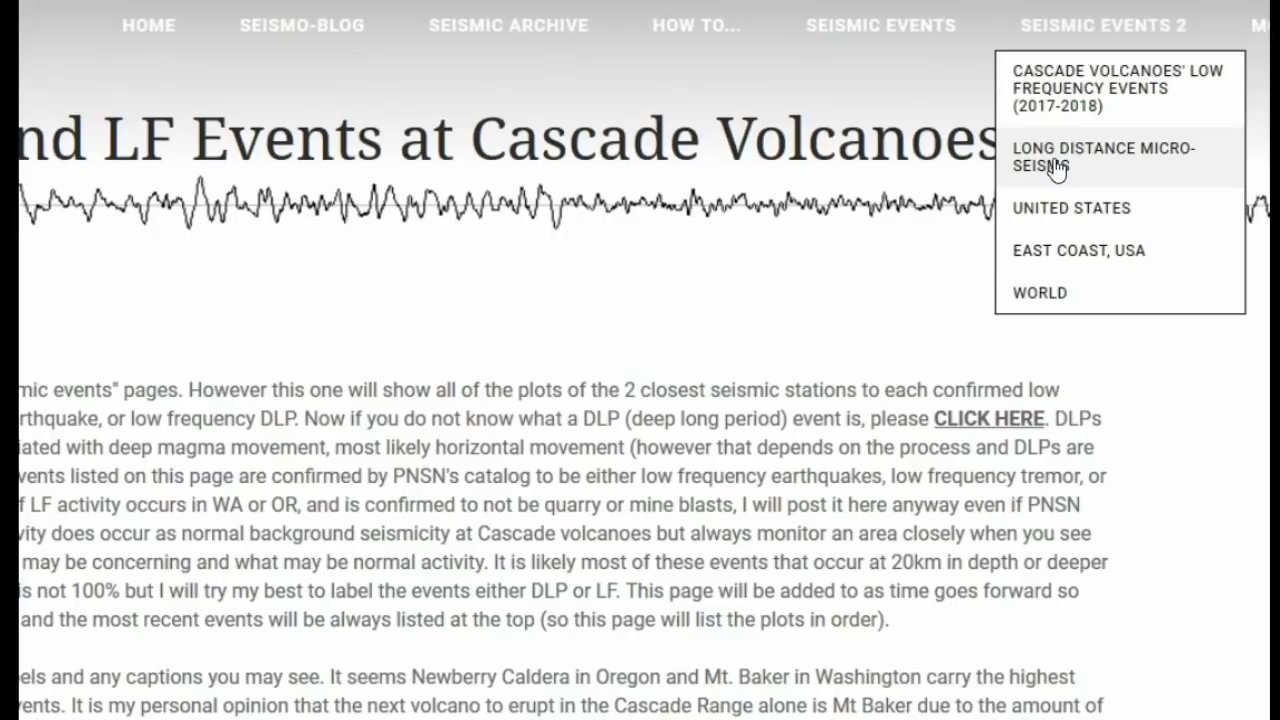 HOME SEISMO-BLOG SEISMIC ARCHIVE HOW TO... SEISMIC EVENTS SEISMIC EVENTS 2
CASCADE VOLCANOES' LOW
FREQUENCY EVENTS
(2017-2018)
LONG DISTANCE MICRO-
SEISMS
UNITED STATES
EAST COAST, USA
WORLD
nd LF Events at Cascade Volcanoes
mic events" pages. However this one will show all of the plots of the 2 closest seismic stations to each confirmed low
rthquake, or low frequency DLP. Now if you do not know what a DLP (deep long period) event is, please CLICK HERE. DLPs
iated with deep magma movement, most likely horizontal movement (however that depends on the process and DLPs are
vents listed on this page are confirmed by PNSN's catalog to be either low frequency earthquakes, low frequency tremor, or
f LF activity occurs in WA or OR, and is confirmed to not be quarry or mine blasts, I will post it here anyway even if PNSN
vity does occur as normal background seismicity at Cascade volcanoes but always monitor an area closely when you see
may be concerning and what may be normal activity. It is likely most of these events that occur at 20km in depth or deeper
is not 100% but I will try my best to label the events either DLP or LF. This page will be added to as time goes forward so
and the most recent events will be always listed at the top (so this page will list the plots in order).
els and any captions you may see. It seems Newberry Caldera in Oregon and Mt. Baker in Washington carry the highest
vents. It is my personal opinion that the next volcano to erupt in the Cascade Range alone is Mt Baker due to the amount of